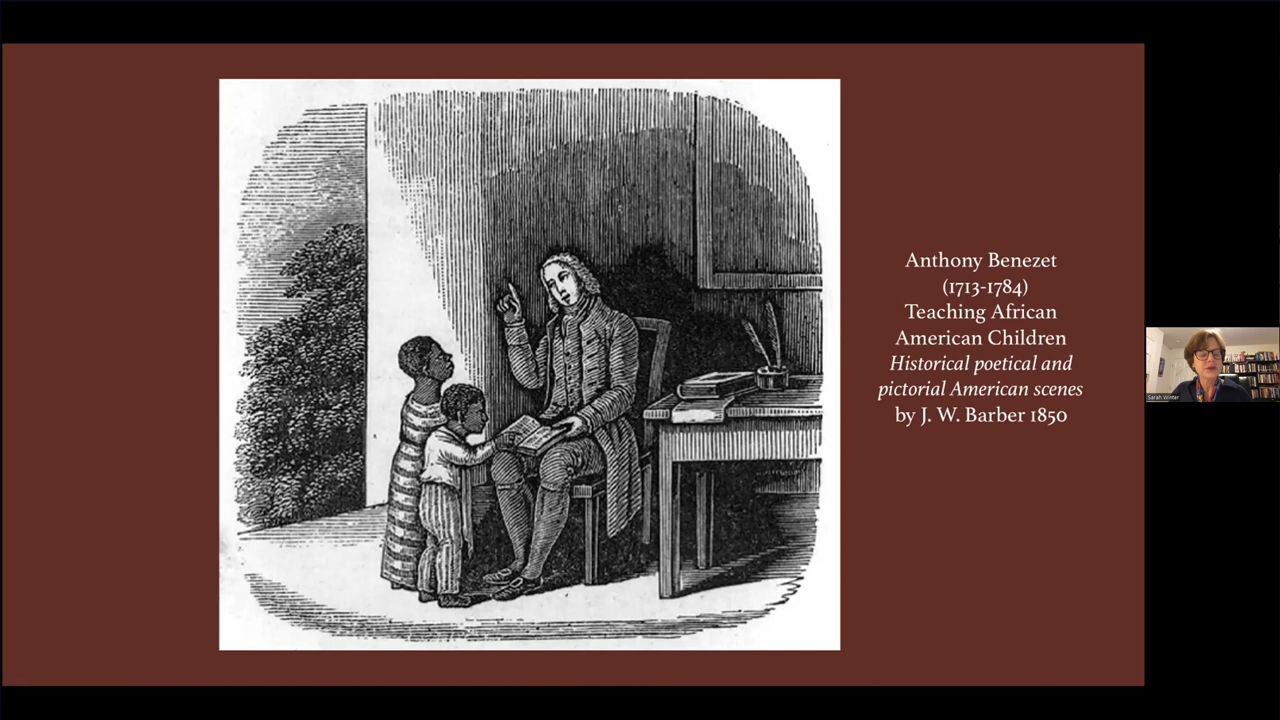 Anthony Benezet
(1713-1784)
Teaching African
American Children
Historical poetical and
pictorial American scenes
by J. W. Barber 1850
Sarah Winter